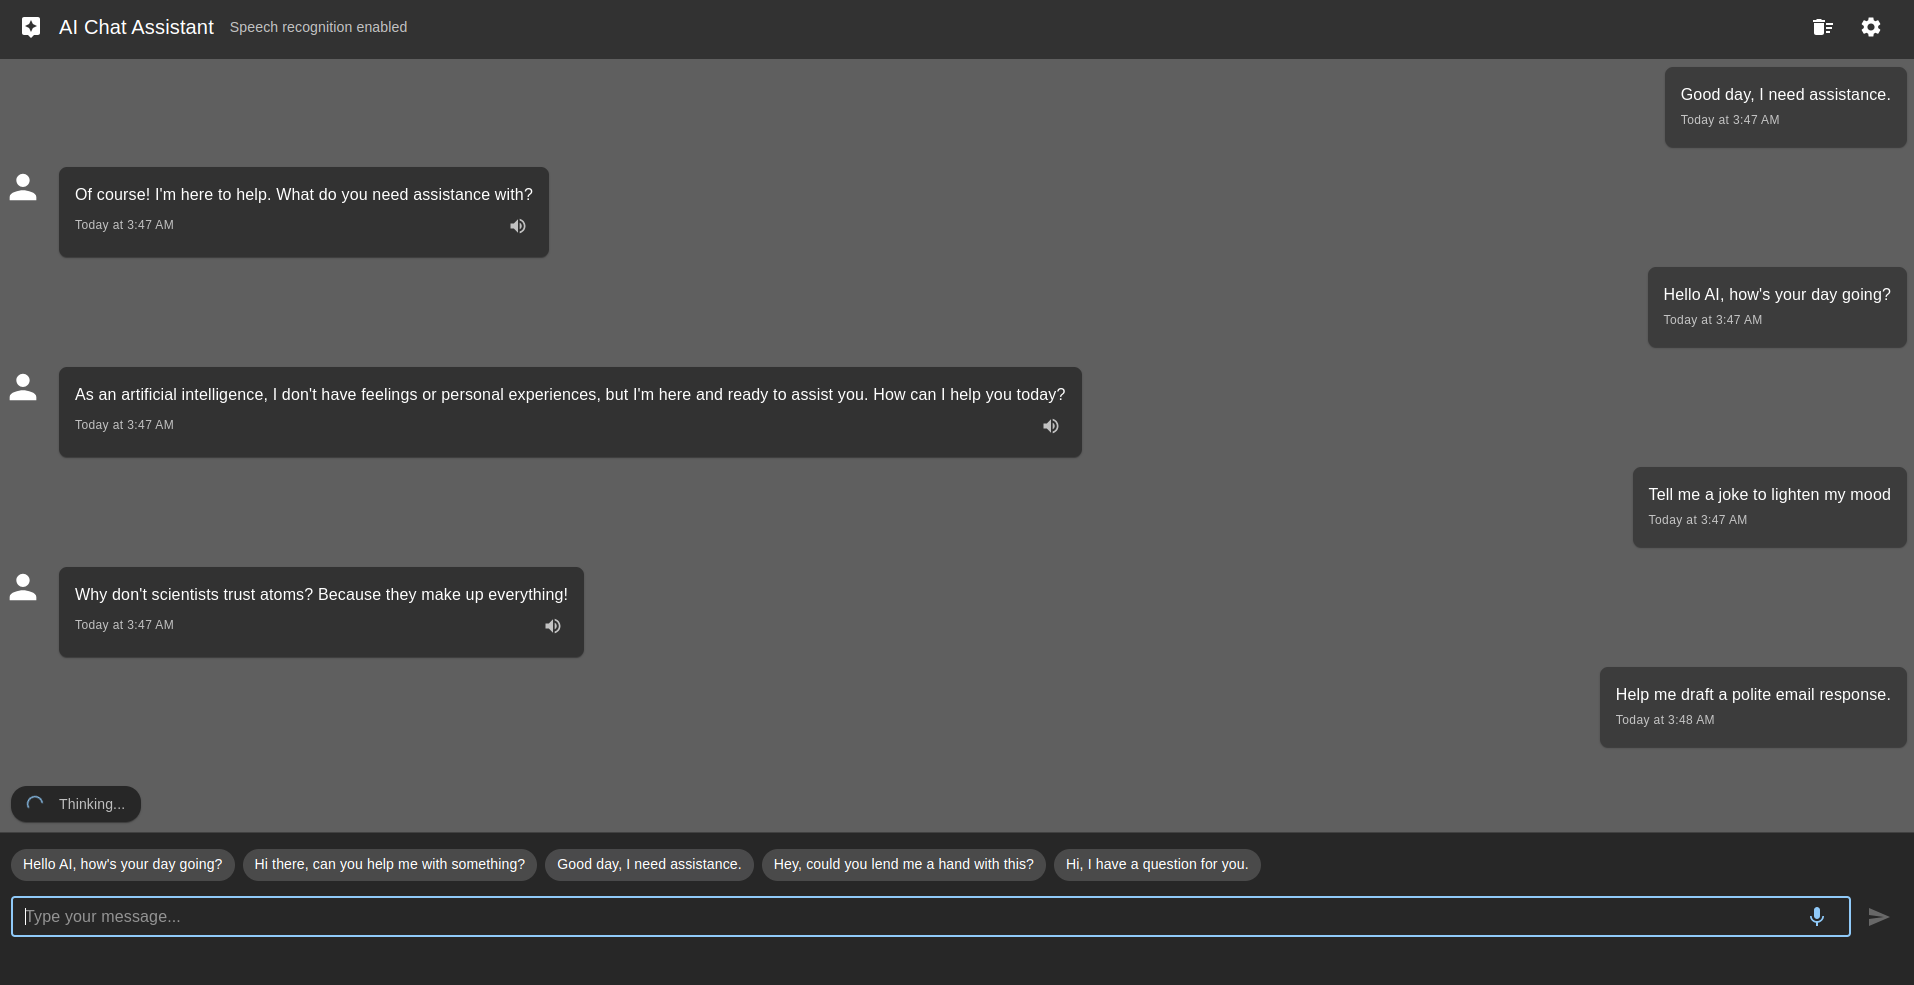 AI Chat Assistant Speech recognition enabled
Good day, I need assistance.
Today at 3:47 AM
Of course! I'm here to help. What do you need assistance with?
Today at 3:47 AM
Hello AI, how's your day going?
Today at 3:47 AM
As an artificial intelligence, I don't have feelings or personal experiences, but I'm here and ready to assist you. How can I help you today?
Today at 3:47 AM
Tell me a joke to lighten my mood
Today at 3:47 AM
Why don't scientists trust atoms? Because they make up everything!
Today at 3:47 AM
Help me draft a polite email response.
Today at 3:48 AM
Thinking...
Hello AI, how's your day going? Hi there, can you help me with something? Good day, I need assistance. Hey, could you lend me a hand with this? Hi, I have a question for you.
Type your message...